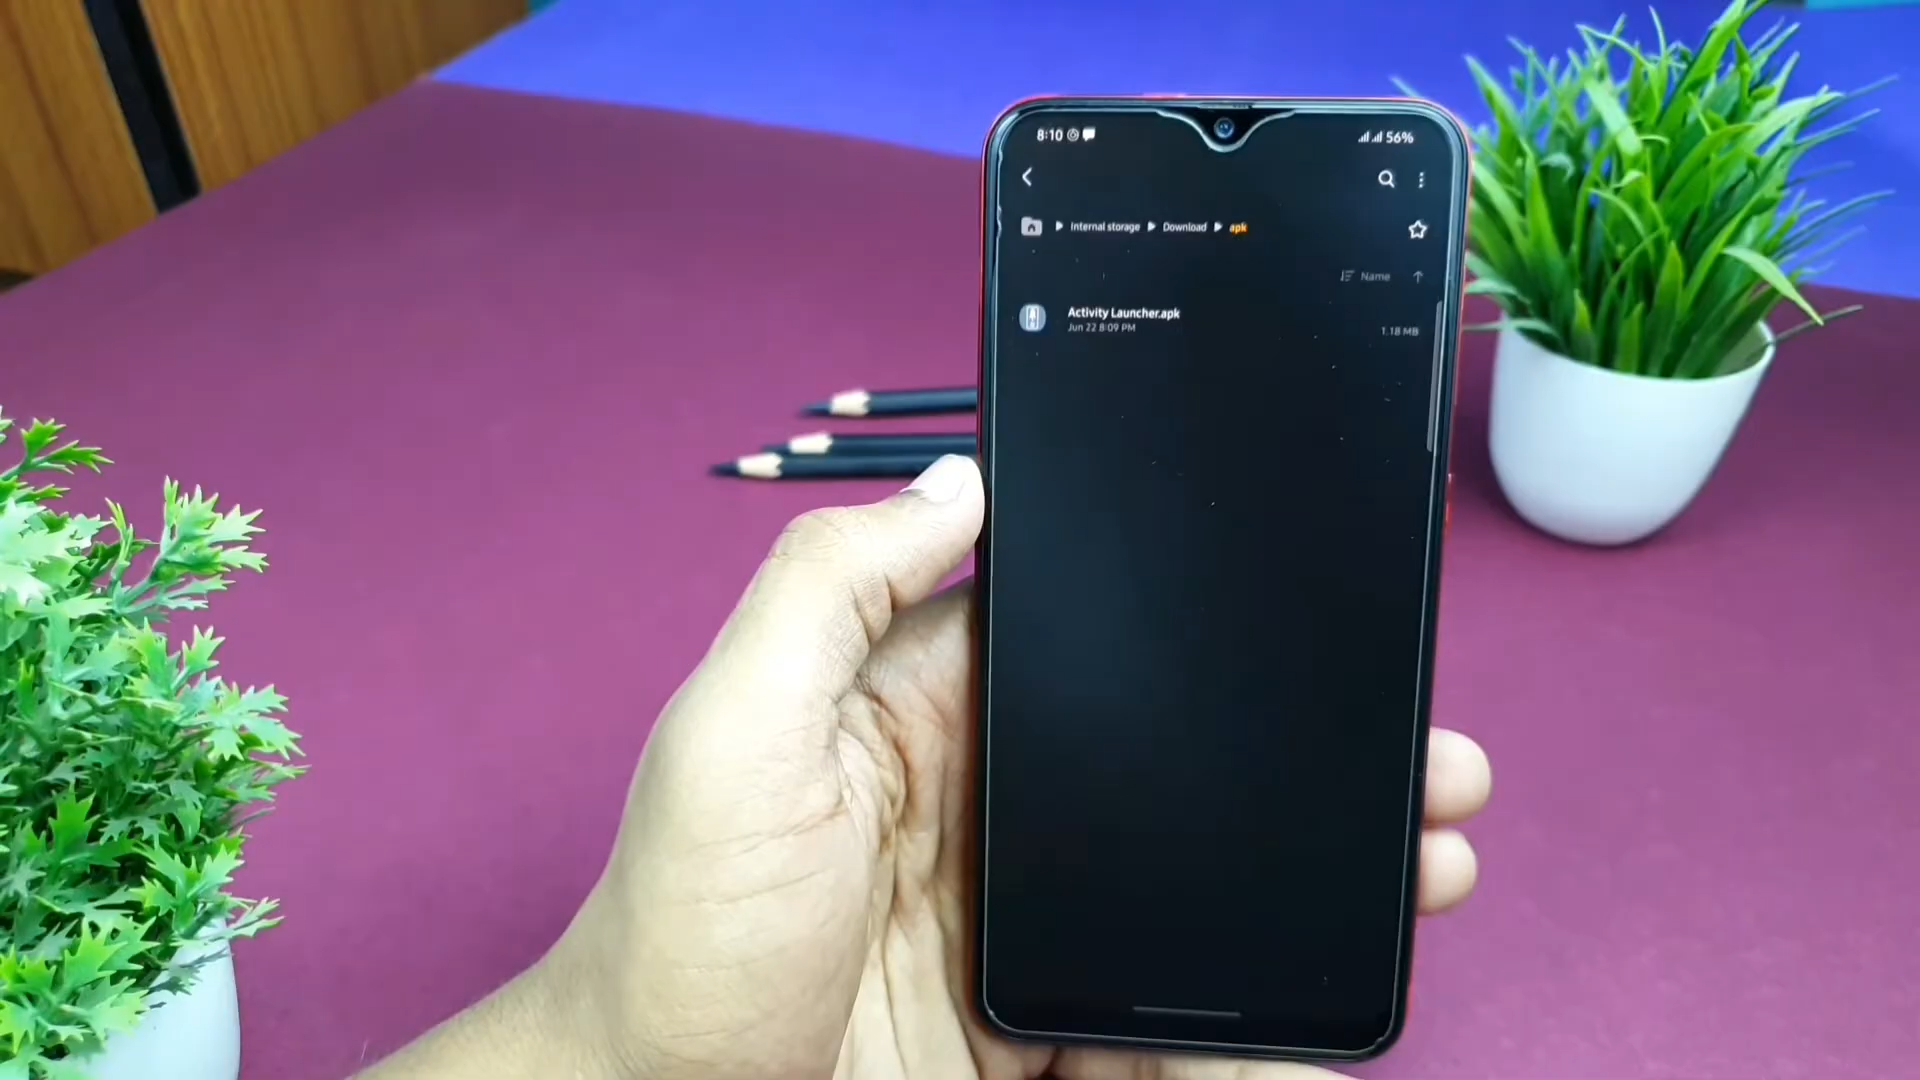 8:10 56%
Internal storage Download apk
Name
Activity Launcher.apk
Jun 22 8:09 PM 1.18 MB